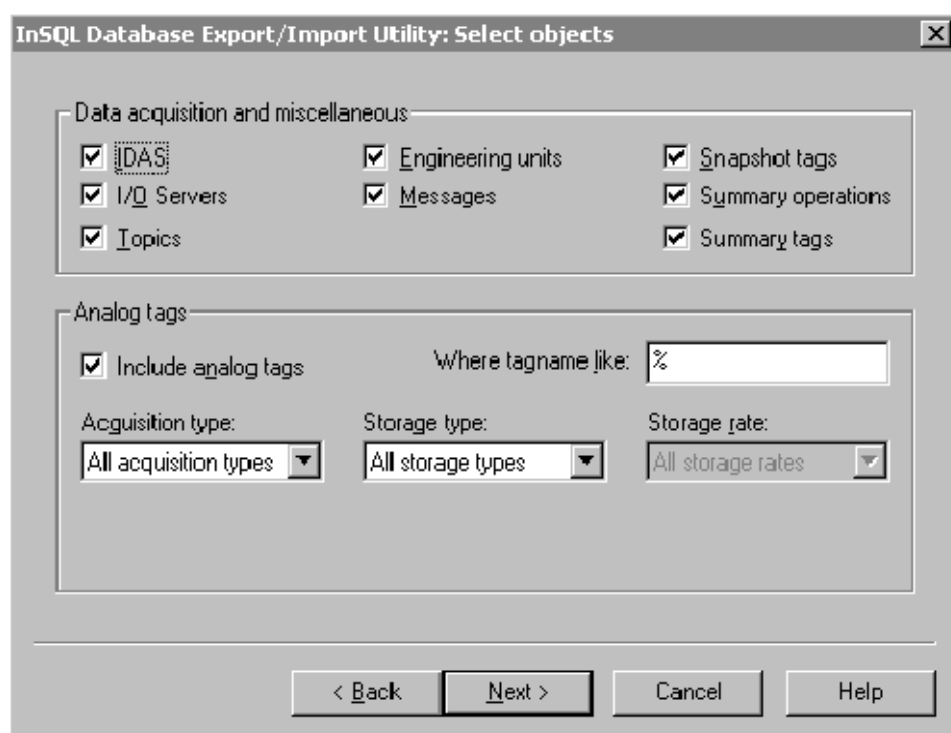 InSQL Database Export/Import Utility: Select objects
Data acquisition and miscellaneous
IDAS Engineering units Snapshot tags
I/O Servers Messages Summary operations
Topics Summary tags
Analog tags
Include analog tags Where tagname like: %
Acquisition type: Storage type: Storage rate:
All acquisition types All storage types All storage rates
< Back Next > Cancel Help